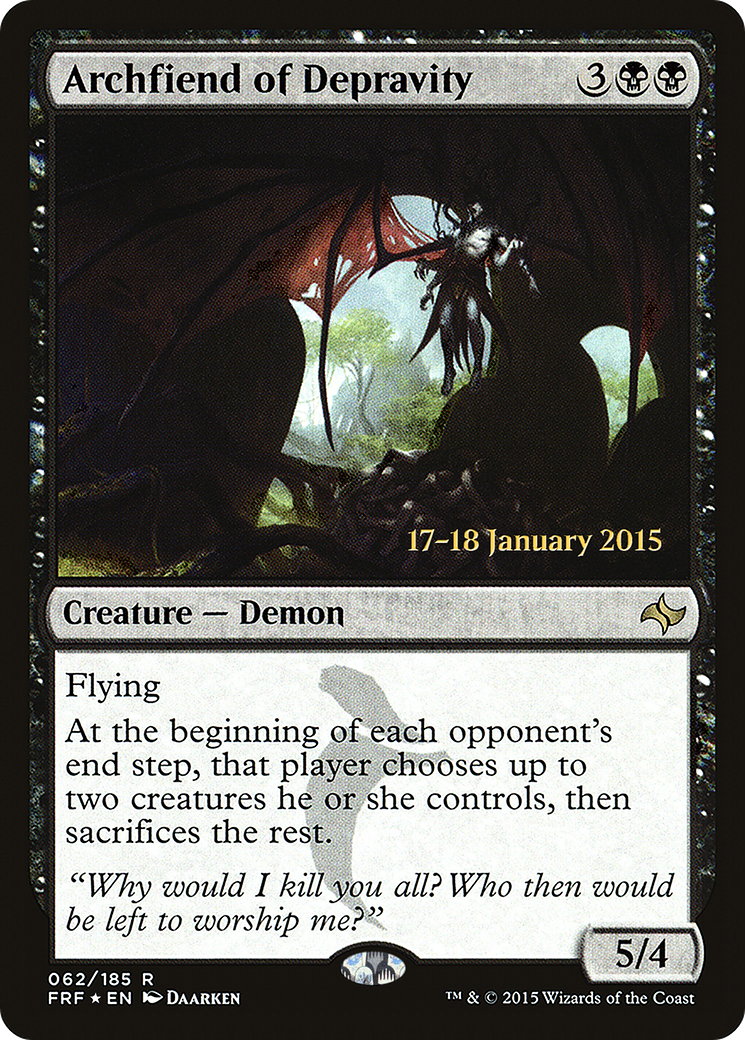 Archfiend of Depravity 3
17–18 January 2015
Creature — Demon
Flying
At the beginning of each opponent's
end step, that player chooses up to
two creatures he or she controls, then
sacrifices the rest.
“Why would I kill you all? Who then would
be left to worship me?”
5/4
062/185 R
FRF ★ EN Daarken
™ & © 2015 Wizards of the Coast